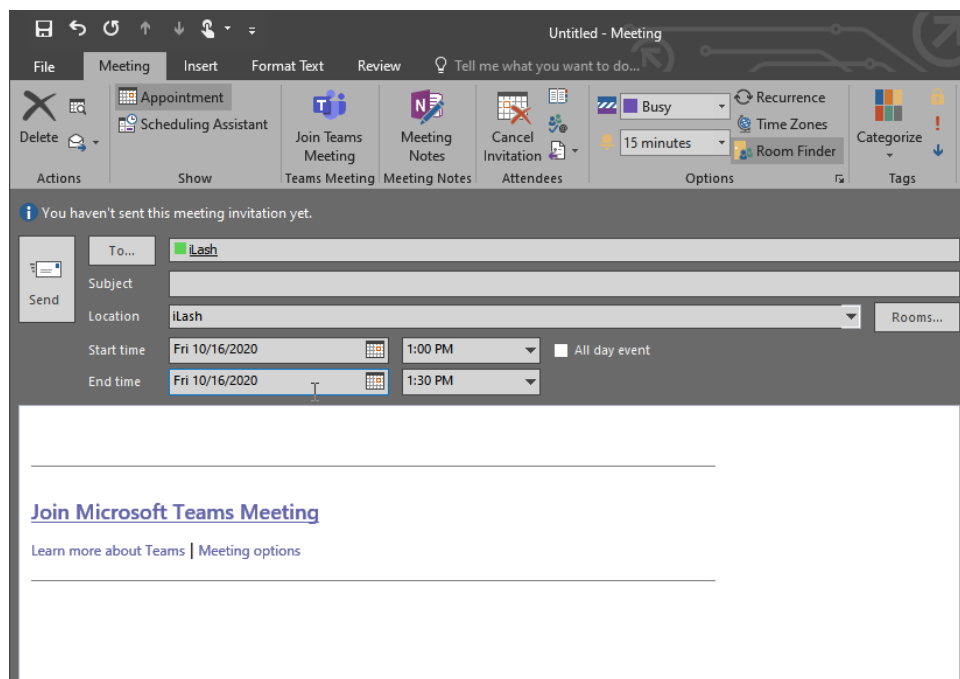 Untitled - Meeting
File Meeting Insert Format Text Review Tell me what you want to do...
Delete
Actions
Appointment
Scheduling Assistant
Show
Join Teams
Meeting
Teams Meeting
Meeting
Notes
Meeting Notes
Cancel
Invitation
Attendees
Busy
15 minutes
Recurrence
Time Zones
Room Finder
Options
Categorize
Tags
You haven't sent this meeting invitation yet.
Send
To... iLash
Subject
Location iLash Rooms...
Start time Fri 10/16/2020 1:00 PM All day event
End time Fri 10/16/2020 1:30 PM
Join Microsoft Teams Meeting
Learn more about Teams | Meeting options